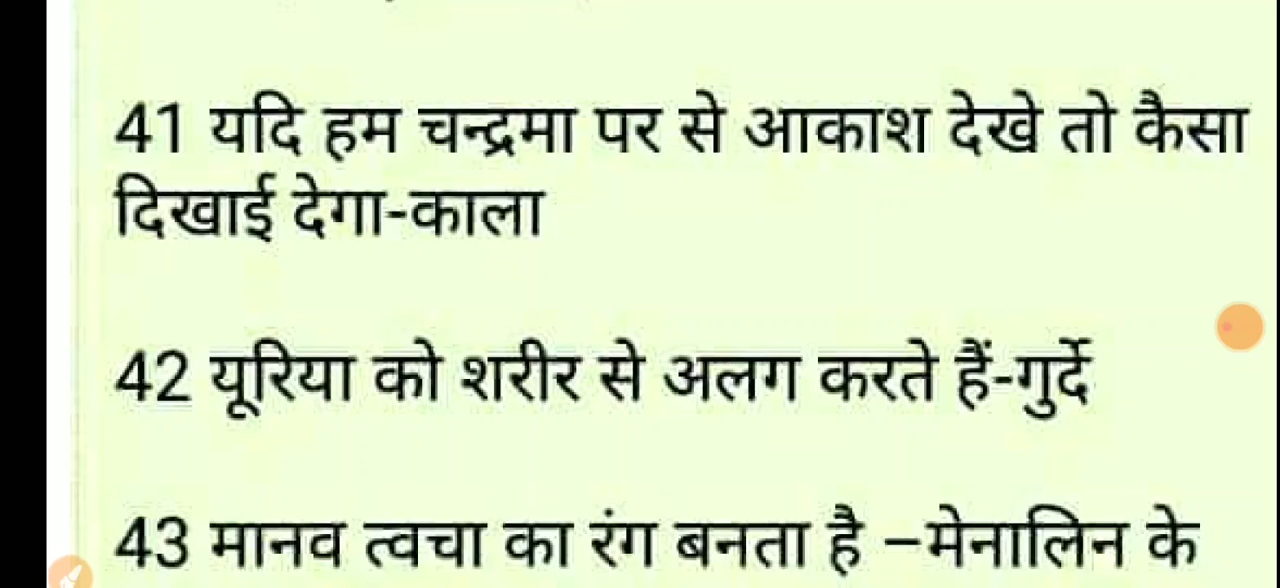 41 यदि हम चन्द्रमा पर से आकाश देखे तो कैसा
दिखाई देगा-काला
42 यूरिया को शरीर से अलग करते हैं-गुर्दे
43 मानव त्वचा का रंग बनता है –मेनालिन के